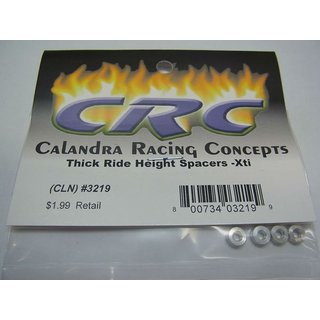 CRC
CALANDRA RACING CONCEPTS
Thick Ride Height Spacers -Xti
(CLN) #3219
$1.99 Retail
8 00734 03219 9